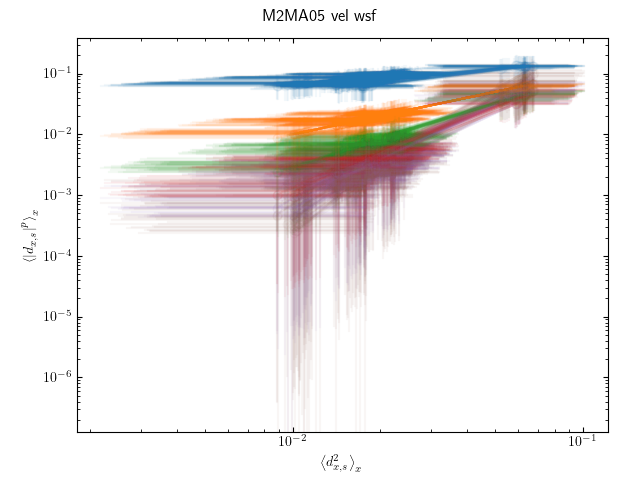 M2MA05 vel wsf
10⁻¹
10⁻²
10⁻³
10⁻⁴
10⁻⁵
10⁻⁶
⟨|d_{x,s}|^p⟩_x
10⁻² 10⁻¹
⟨d²_{x,s}⟩_x